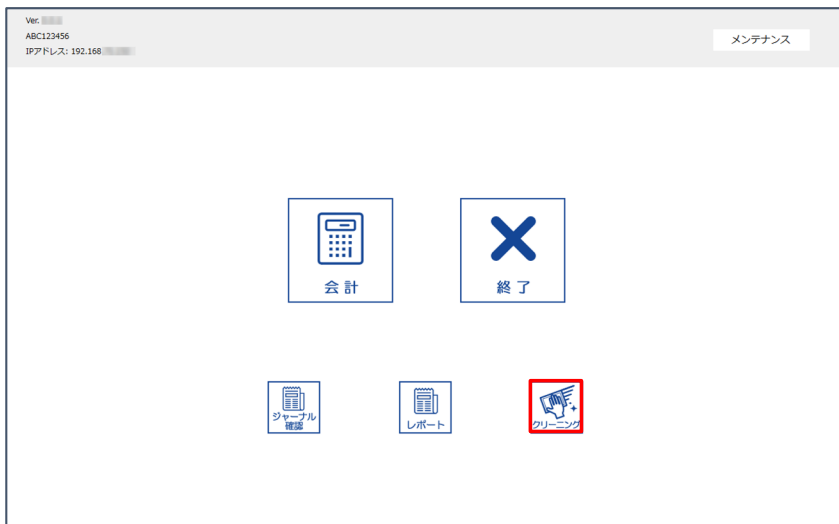 Ver.
ABC123456
IPアドレス: 192.168
メンテナンス
会計
終了
ジャーナル
確認
レポート
クリーニング